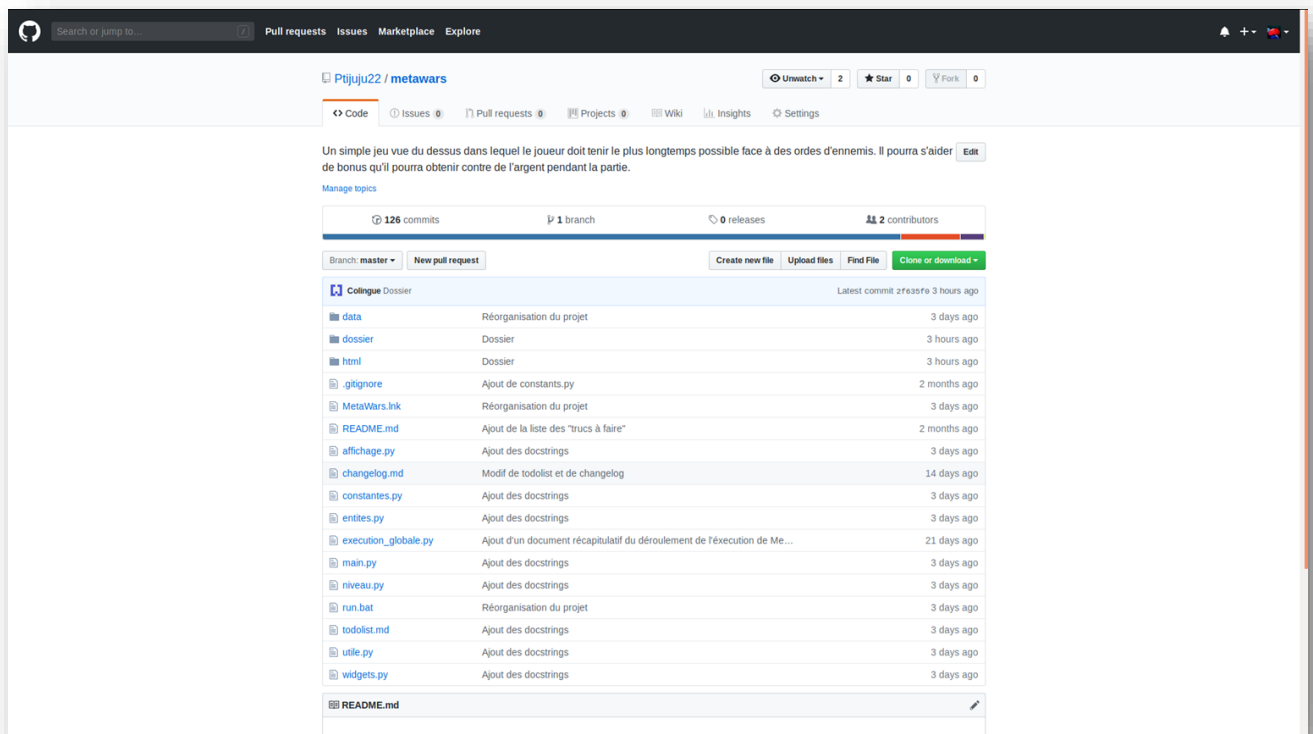 Search or jump to... / Pull requests Issues Marketplace Explore
Ptijuju22 / metawars Unwatch 2 Star 0 Fork 0
Code Issues 0 Pull requests 0 Projects 0 Wiki Insights Settings
Un simple jeu vue du dessus dans lequel le joueur doit tenir le plus longtemps possible face à des ordes d'ennemis. Il pourra s'aider Edit
de bonus qu'il pourra obtenir contre de l'argent pendant la partie.
Manage topics
126 commits 1 branch 0 releases 2 contributors
Branch: master New pull request Create new file Upload files Find File Clone or download
Colingue Dossier Latest commit 2f635f0 3 hours ago
data Réorganisation du projet 3 days ago
dossier Dossier 3 hours ago
html Dossier 3 hours ago
.gitignore Ajout de constants.py 2 months ago
MetaWars.lnk Réorganisation du projet 3 days ago
README.md Ajout de la liste des "trucs à faire" 2 months ago
affichage.py Ajout des docstrings 3 days ago
changelog.md Modif de todolist et de changelog 14 days ago
constantes.py Ajout des docstrings 3 days ago
entites.py Ajout des docstrings 3 days ago
execution_globale.py Ajout d'un document récapitulatif du déroulement de l'éxecution de Me... 21 days ago
main.py Ajout des docstrings 3 days ago
niveau.py Ajout des docstrings 3 days ago
run.bat Réorganisation du projet 3 days ago
todolist.md Ajout des docstrings 3 days ago
utile.py Ajout des docstrings 3 days ago
widgets.py Ajout des docstrings 3 days ago
README.md